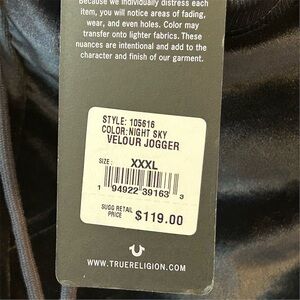 Because we individually distress each
item, you will notice areas of fading,
wear, and even holes. Color may
transfer onto lighter fabrics. These
nuances are intentional and add to the
character and finish of our garment.
STYLE: 105616
COLOR:NIGHT SKY
VELOUR JOGGER
SIZE: XXXL
1 94922 39163 3
SUGG RETAIL
PRICE $119.00
WWW.TRUERELIGION.COM